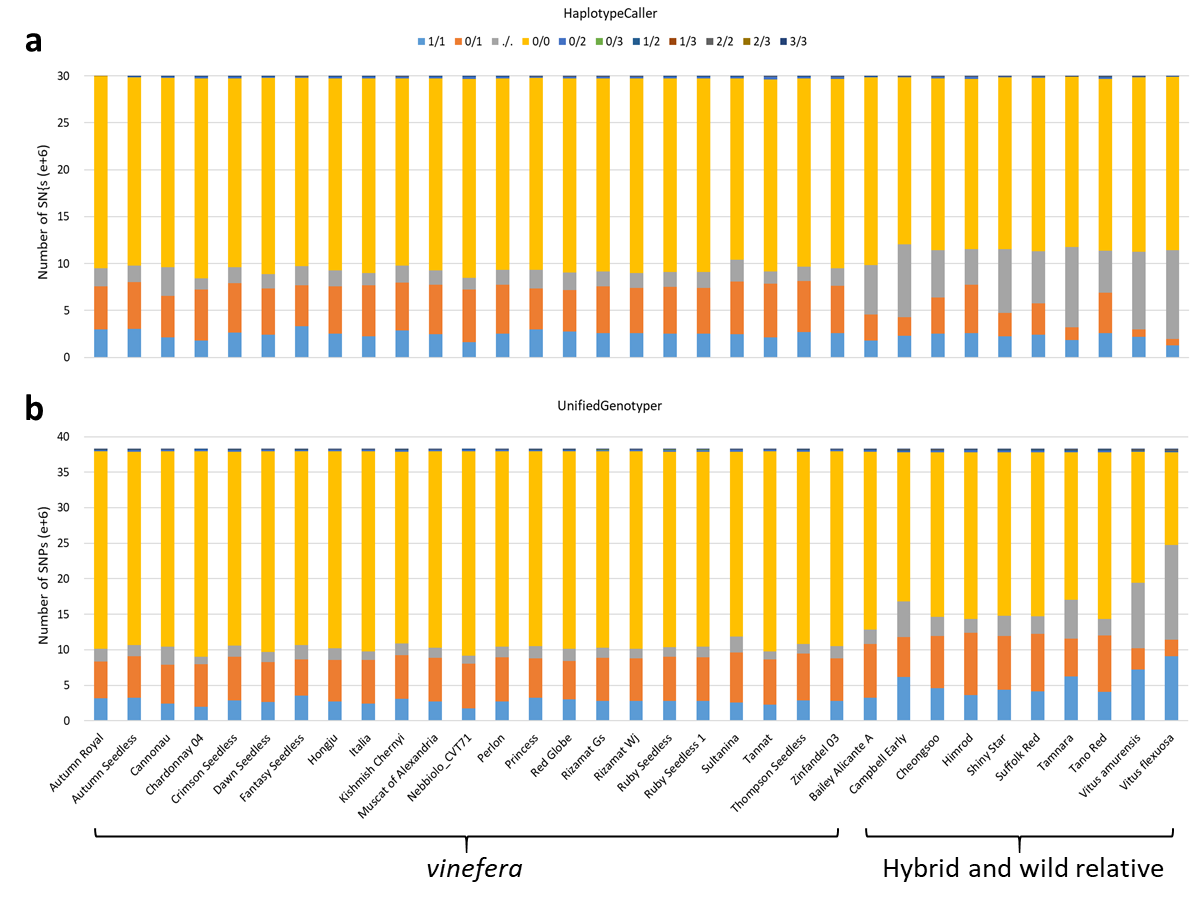 HaplotypeCaller
a
1/1 0/1 ./. 0/0 0/2 0/3 1/2 1/3 2/2 2/3 3/3
Number of SN{s (e+6)
30
25
20
15
10
5
0
b
UnifiedGenotyper
Number of SNPs (e+6)
40
35
30
25
20
15
10
5
0
Autumn Royal
Autumn Seedless
Cannonau
Chardonnay 04
Crimson Seedless
Dawn Seedless
Fantasy Seedless
Hongju
Italia
Kishmish Chernyi
Muscat of Alexandria
Nebbiolo_CVT71
Perlon
Princess
Red Globe
Rizamat Gs
Rizamat Wj
Ruby Seedless
Ruby Seedless 1
Sultanina
Tannat
Thompson Seedless
Zinfandel 03
Bailey Alicante A
Campbell Early
Cheongsoo
Himrod
Shiny Star
Suffolk Red
Tamnara
Tano Red
Vitus amurensis
Vitus flexuosa
vinefera
Hybrid and wild relative